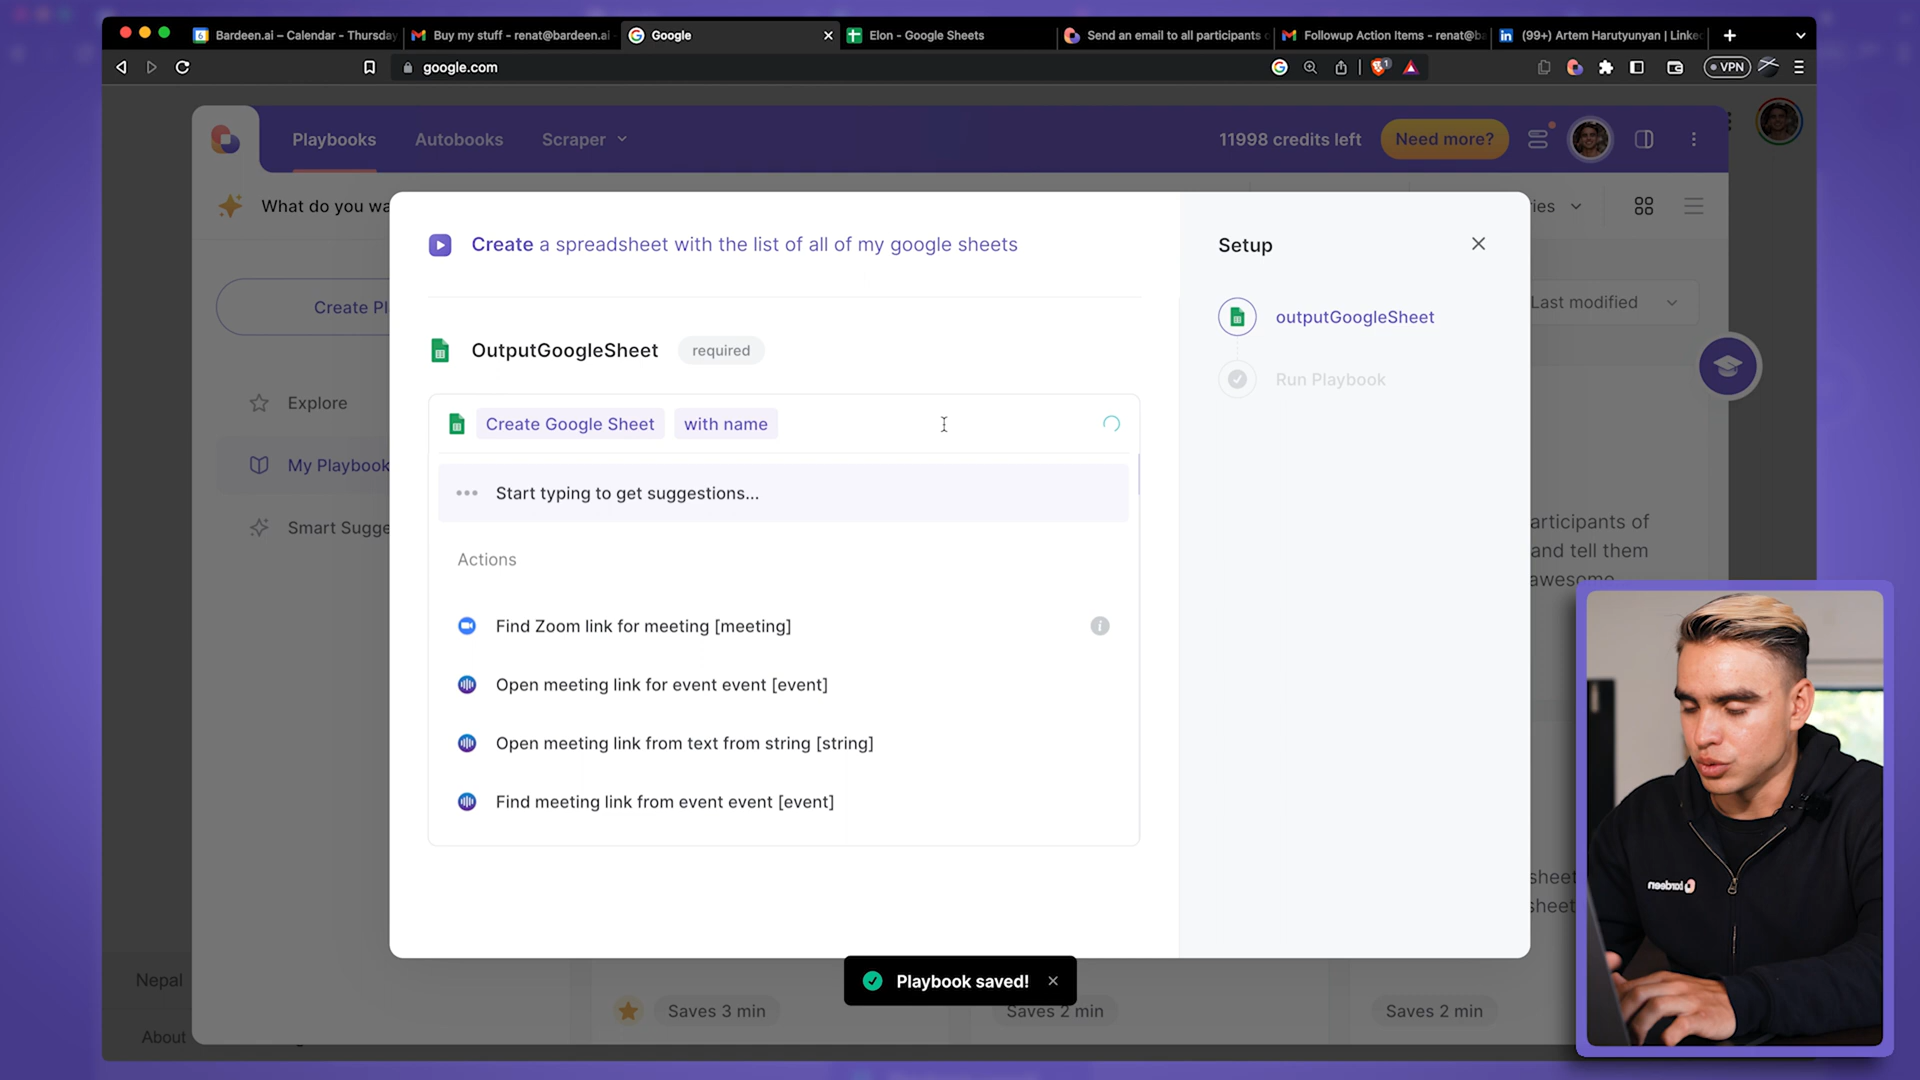 Bardeen.ai – Calendar - Thursday
Buy my stuff - renat@bardeen.ai
Google
Elon - Google Sheets
Send an email to all participants
Followup Action Items - renat@ba
(99+) Artem Harutyunyan | Linke
google.com
VPN
Playbooks
Autobooks
Scraper
11998 credits left
Need more?
What do you wa
ries
Create a spreadsheet with the list of all of my google sheets
Setup
Create Pl
Last modified
outputGoogleSheet
OutputGoogleSheet
required
Run Playbook
Explore
Create Google Sheet
with name
My Playbook
Start typing to get suggestions...
Smart Sugge
articipants of
and tell them
awesome
Actions
Find Zoom link for meeting [meeting]
Open meeting link for event event [event]
Open meeting link from text from string [string]
Find meeting link from event event [event]
sheet
sheet
bardeen
Nepal
Playbook saved!
Saves 3 min
Saves 2 min
Saves 2 min
About